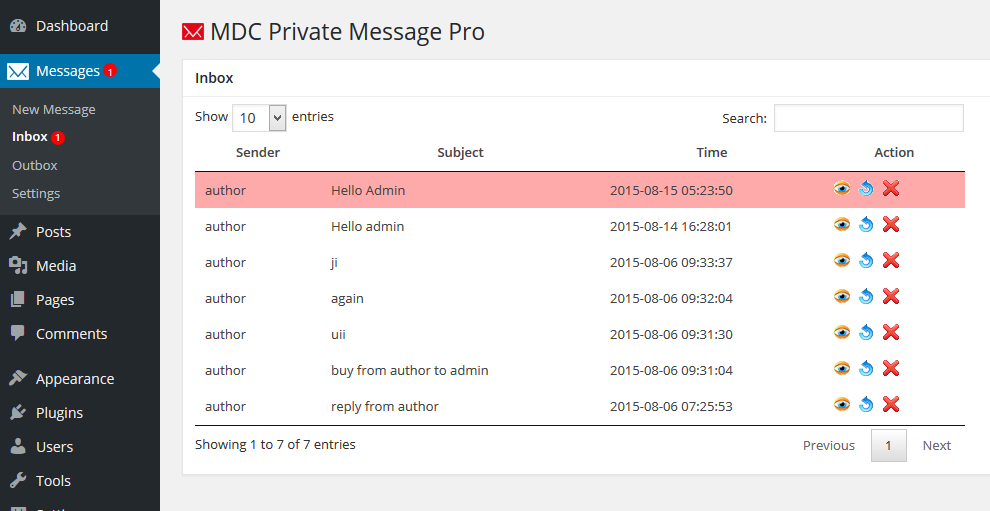 Dashboard
Messages 1
New Message
Inbox 1
Outbox
Settings
Posts
Media
Pages
Comments
Appearance
Plugins
Users
Tools
MDC Private Message Pro
Inbox
Show 10 entries
Search:
Sender Subject Time Action
author Hello Admin 2015-08-15 05:23:50
author Hello admin 2015-08-14 16:28:01
author ji 2015-08-06 09:33:37
author again 2015-08-06 09:32:04
author uii 2015-08-06 09:31:30
author buy from author to admin 2015-08-06 09:31:04
author reply from author 2015-08-06 07:25:53
Showing 1 to 7 of 7 entries
Previous 1 Next